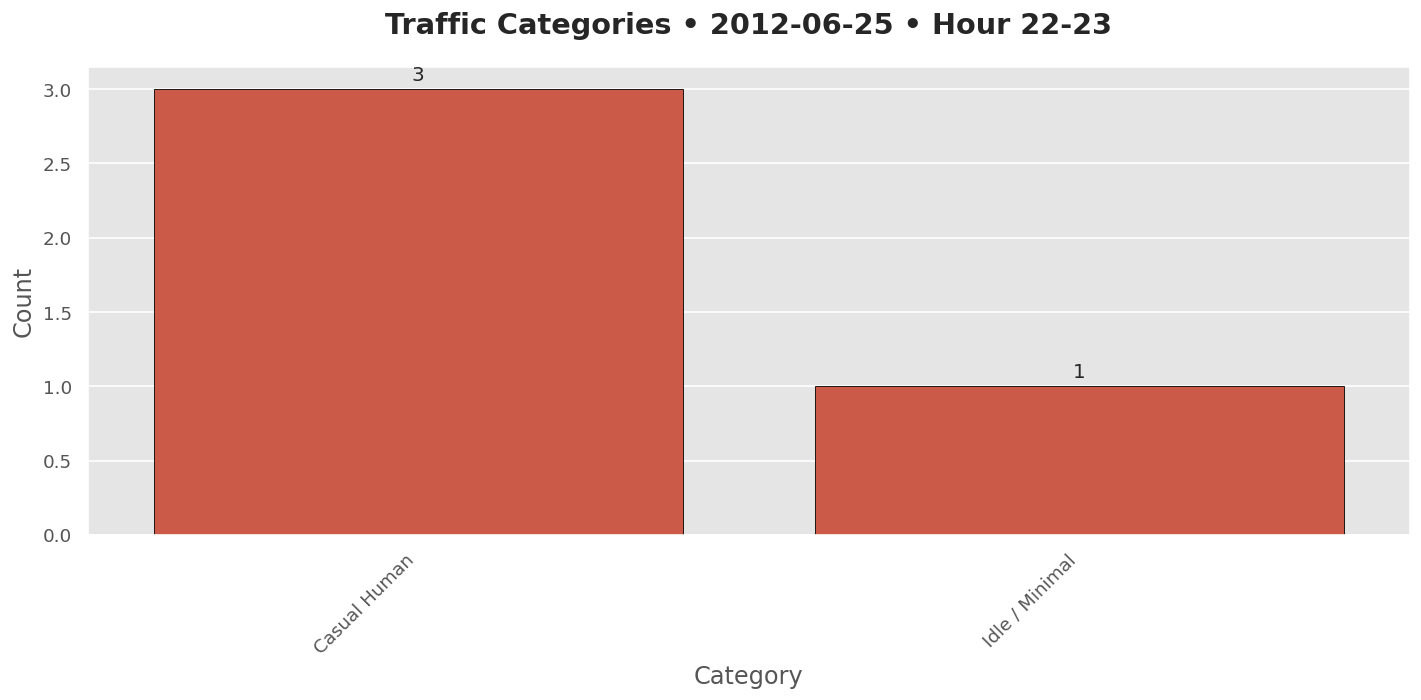 Traffic Categories • 2012-06-25 • Hour 22-23
3
3.0
2.5
2.0
1.5
1
1.0
0.5
0.0
Count
Casual Human
Idle / Minimal
Category